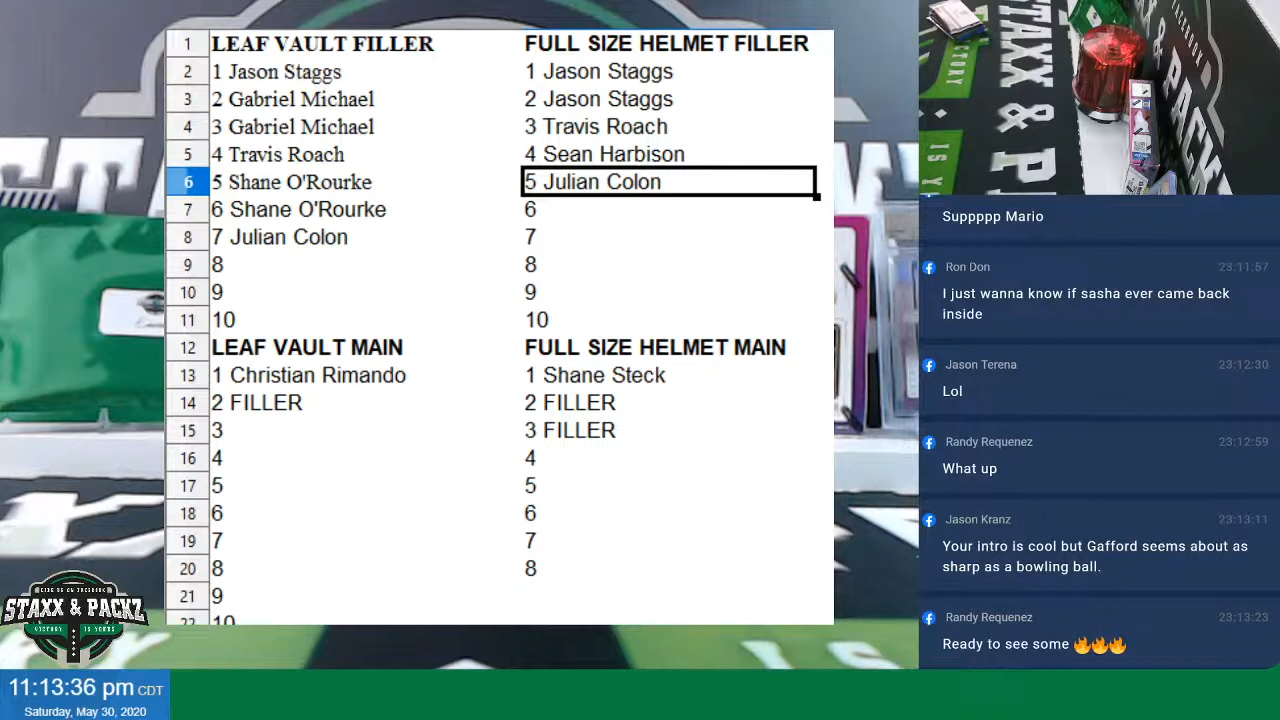 1 LEAF VAULT FILLER FULL SIZE HELMET FILLER
2 1 Jason Staggs 1 Jason Staggs
3 2 Gabriel Michael 2 Jason Staggs
4 3 Gabriel Michael 3 Travis Roach
5 4 Travis Roach 4 Sean Harbison
6 5 Shane O'Rourke 5 Julian Colon
7 6 Shane O'Rourke 6
8 7 Julian Colon 7
9 8 8
10 9 9
11 10 10
12 LEAF VAULT MAIN FULL SIZE HELMET MAIN
13 1 Christian Rimando 1 Shane Steck
14 2 FILLER 2 FILLER
15 3 3 FILLER
16 4 4
17 5 5
18 6 6
19 7 7
20 8 8
21 9
22 10
STAXX & PACKZ
VICTORY IS YOURS
11:13:36 pm CDT
Saturday, May 30, 2020
STAXX & P
& PACK
IS Y
Suppppp Mario
Ron Don 23:11:57
I just wanna know if sasha ever came back
inside
Jason Terena 23:12:30
Lol
Randy Requenez 23:12:59
What up
Jason Kranz 23:13:11
Your intro is cool but Gafford seems about as
sharp as a bowling ball.
Randy Requenez 23:13:23
Ready to see some 🔥🔥🔥